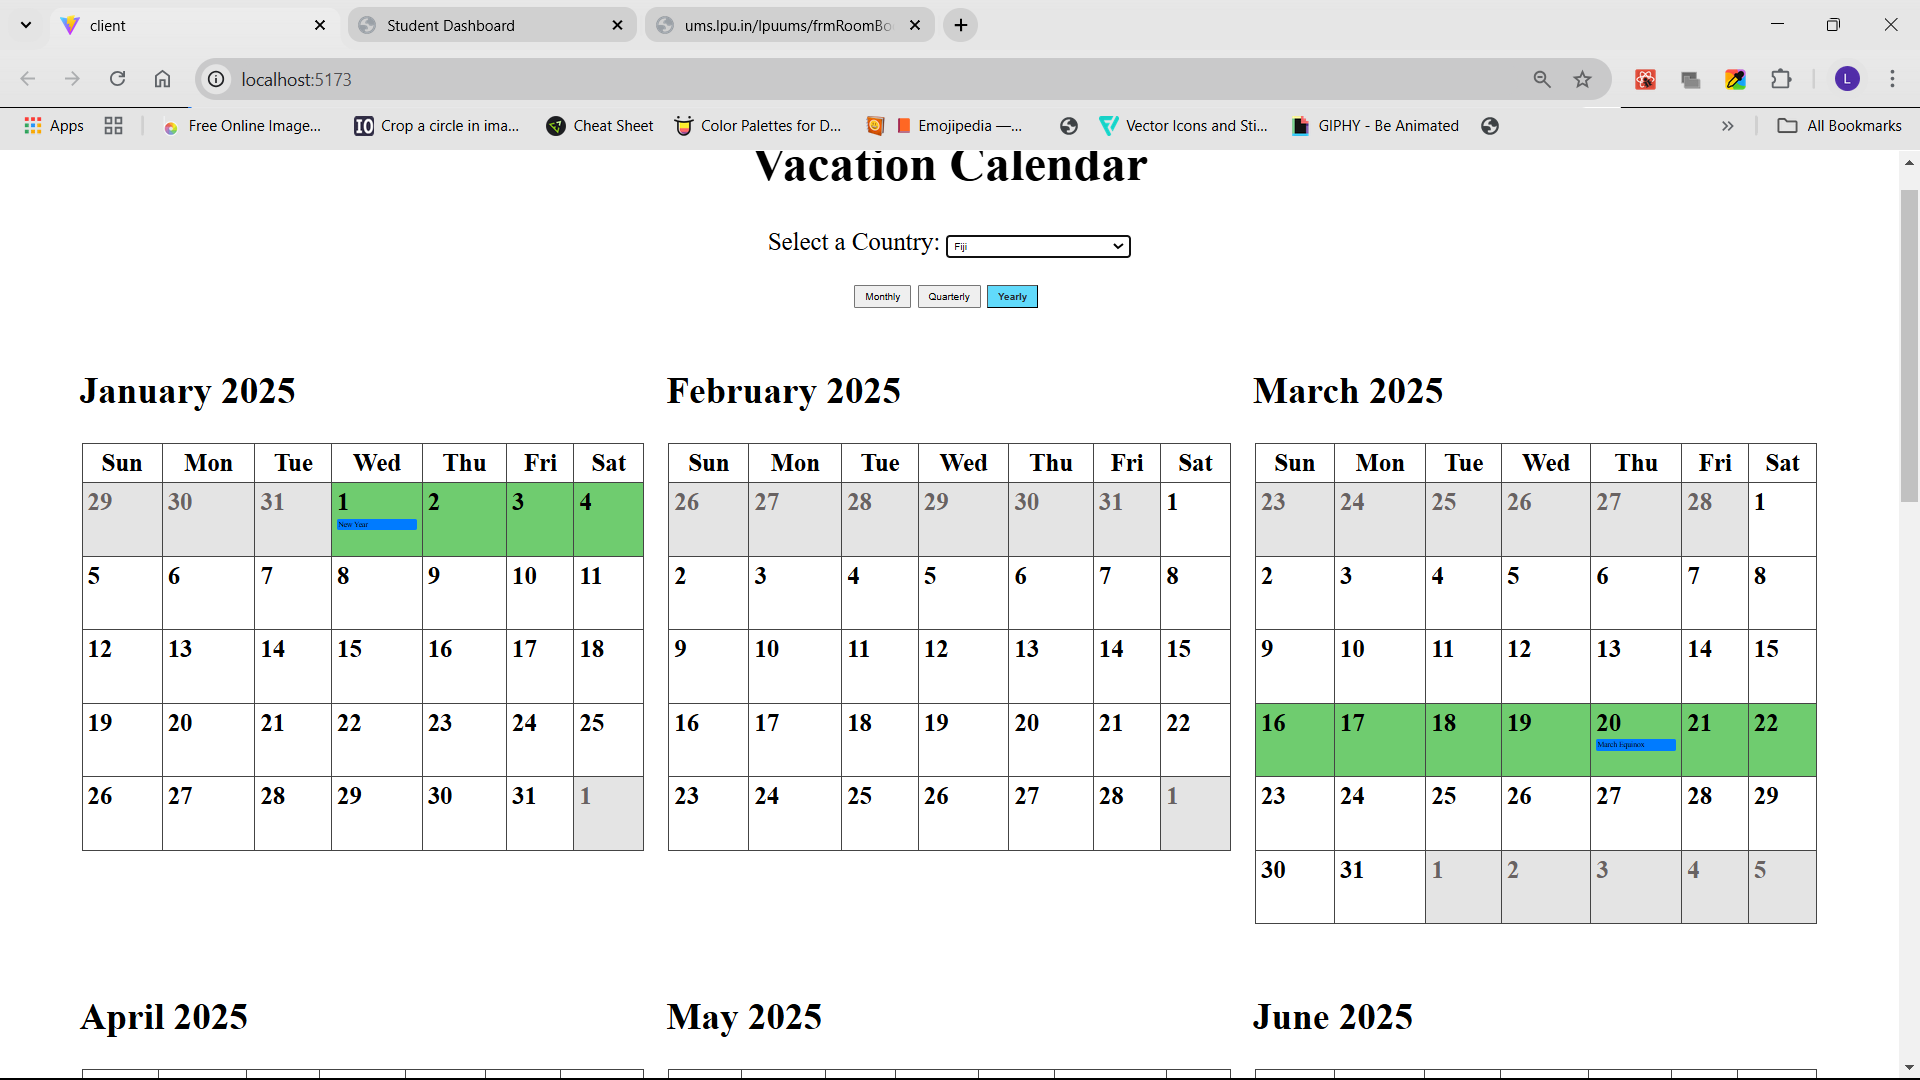 client
Student Dashboard
ums.lpu.in/lpuums/frmRoomBo
localhost:5173
L
Apps
Free Online Image...
Crop a circle in ima...
Cheat Sheet
Color Palettes for D...
Emojipedia —...
Vector Icons and Sti...
GIPHY - Be Animated
All Bookmarks
Vacation Calendar
Select a Country: Fiji
Monthly Quarterly Yearly
January 2025
Sun Mon Tue Wed Thu Fri Sat
29 30 31 1 2 3 4
New Year
5 6 7 8 9 10 11
12 13 14 15 16 17 18
19 20 21 22 23 24 25
26 27 28 29 30 31 1
February 2025
Sun Mon Tue Wed Thu Fri Sat
26 27 28 29 30 31 1
2 3 4 5 6 7 8
9 10 11 12 13 14 15
16 17 18 19 20 21 22
23 24 25 26 27 28 1
March 2025
Sun Mon Tue Wed Thu Fri Sat
23 24 25 26 27 28 1
2 3 4 5 6 7 8
9 10 11 12 13 14 15
16 17 18 19 20 21 22
March Equinox
23 24 25 26 27 28 29
30 31 1 2 3 4 5
April 2025
May 2025
June 2025